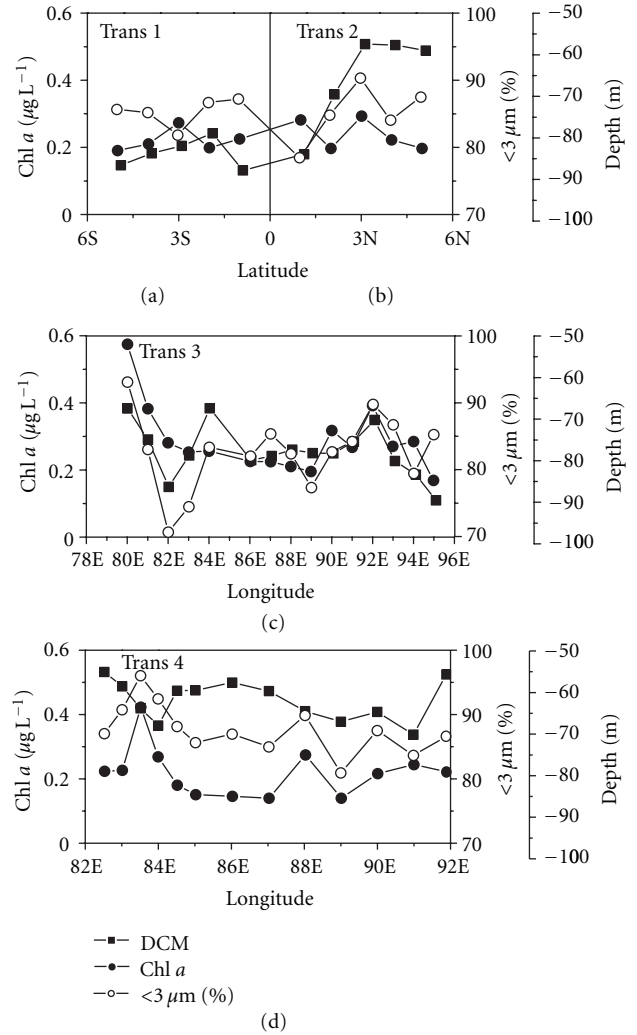 Trans 1
Trans 2
Chl a (µg L−1)
0.6
0.4
0.2
0
6S
3S
0
3N
6N
Latitude
100
90
80
70
<3 µm (%)
−50
−60
−70
−80
−90
−100
Depth (m)
(a)
(b)
Trans 3
Chl a (µg L−1)
0.6
0.4
0.2
0
78E 80E 82E 84E 86E 88E 90E 92E 94E 96E
Longitude
100
90
80
70
<3 µm (%)
−50
−60
−70
−80
−90
−100
Depth (m)
(c)
Trans 4
Chl a (µg L−1)
0.6
0.4
0.2
0
82E 84E 86E 88E 90E 92E
Longitude
100
90
80
70
<3 µm (%)
−50
−60
−70
−80
−90
−100
Depth (m)
DCM
Chl a
<3 µm (%)
(d)